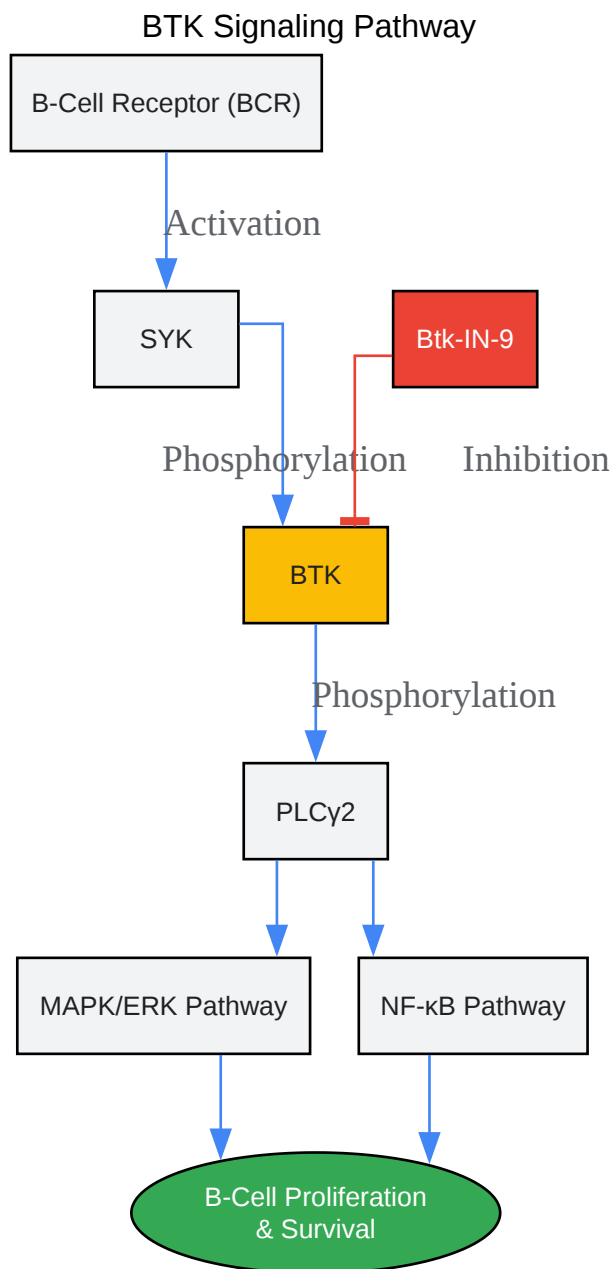 BTK Signaling Pathway
B-Cell Receptor (BCR)
Activation
SYK
Btk-IN-9
Phosphorylation
Inhibition
BTK
Phosphorylation
PLCγ2
MAPK/ERK Pathway
NF-κB Pathway
B-Cell Proliferation
& Survival